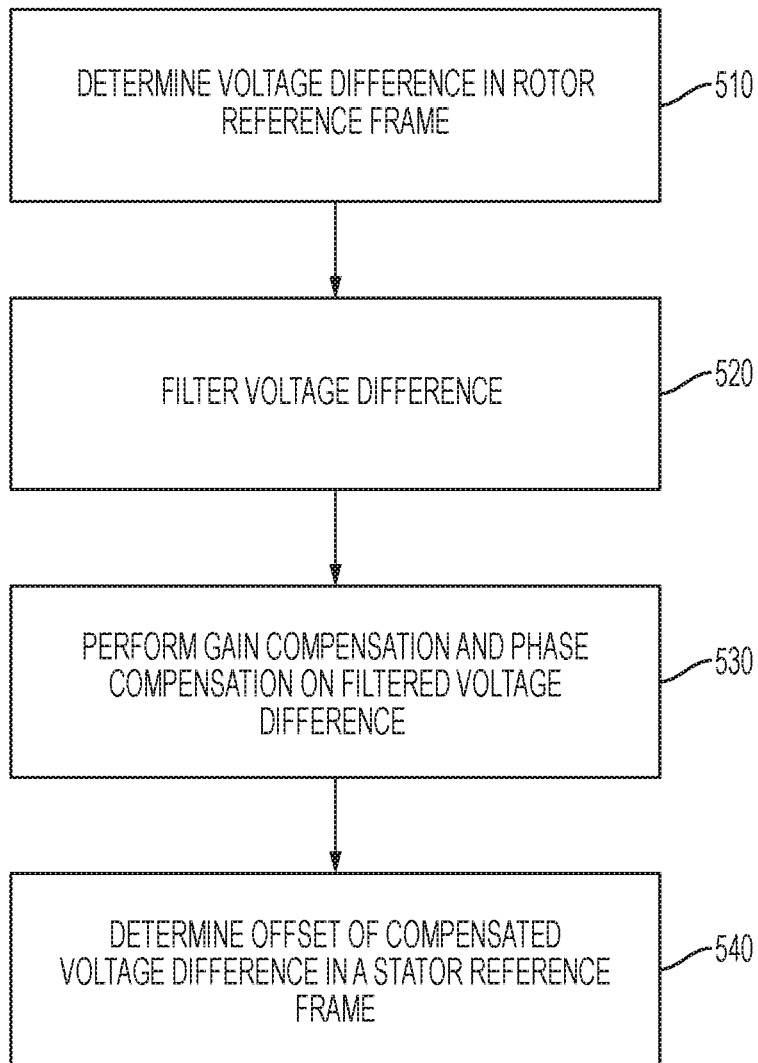 DETERMINE VOLTAGE DIFFERENCE IN ROTOR
REFERENCE FRAME
510
FILTER VOLTAGE DIFFERENCE
520
PERFORM GAIN COMPENSATION AND PHASE
COMPENSATION ON FILTERED VOLTAGE
DIFFERENCE
530
DETERMINE OFFSET OF COMPENSATED
VOLTAGE DIFFERENCE IN A STATOR REFERENCE
FRAME
540